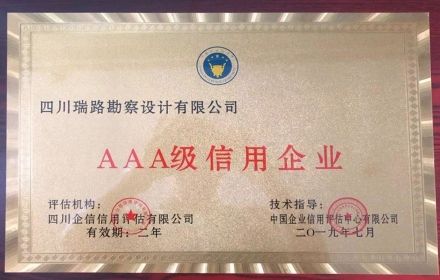 四川瑞路勘察设计有限公司
AAA级信用企业
评估机构:
四川企信信用评估有限公司
有效期:二年
技术指导:
中国企业信用评估中心有限公司
二〇一九年七月